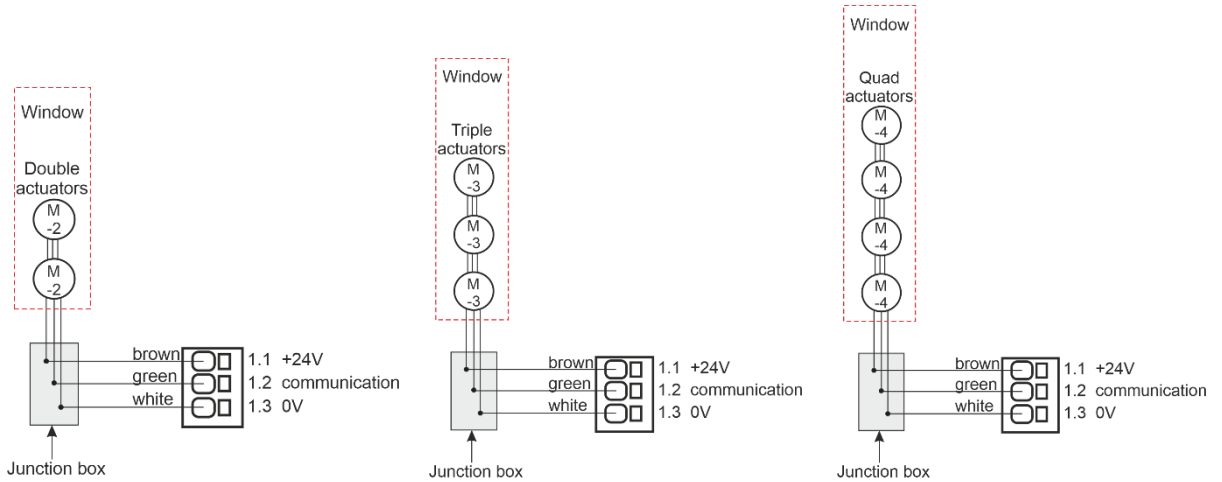 Window
Double
actuators
M
-2
M
-2
brown 1.1 +24V
green 1.2 communication
white 1.3 0V
Junction box
Window
Triple
actuators
M
-3
M
-3
M
-3
brown 1.1 +24V
green 1.2 communication
white 1.3 0V
Junction box
Window
Quad
actuators
M
-4
M
-4
M
-4
M
-4
brown 1.1 +24V
green 1.2 communication
white 1.3 0V
Junction box